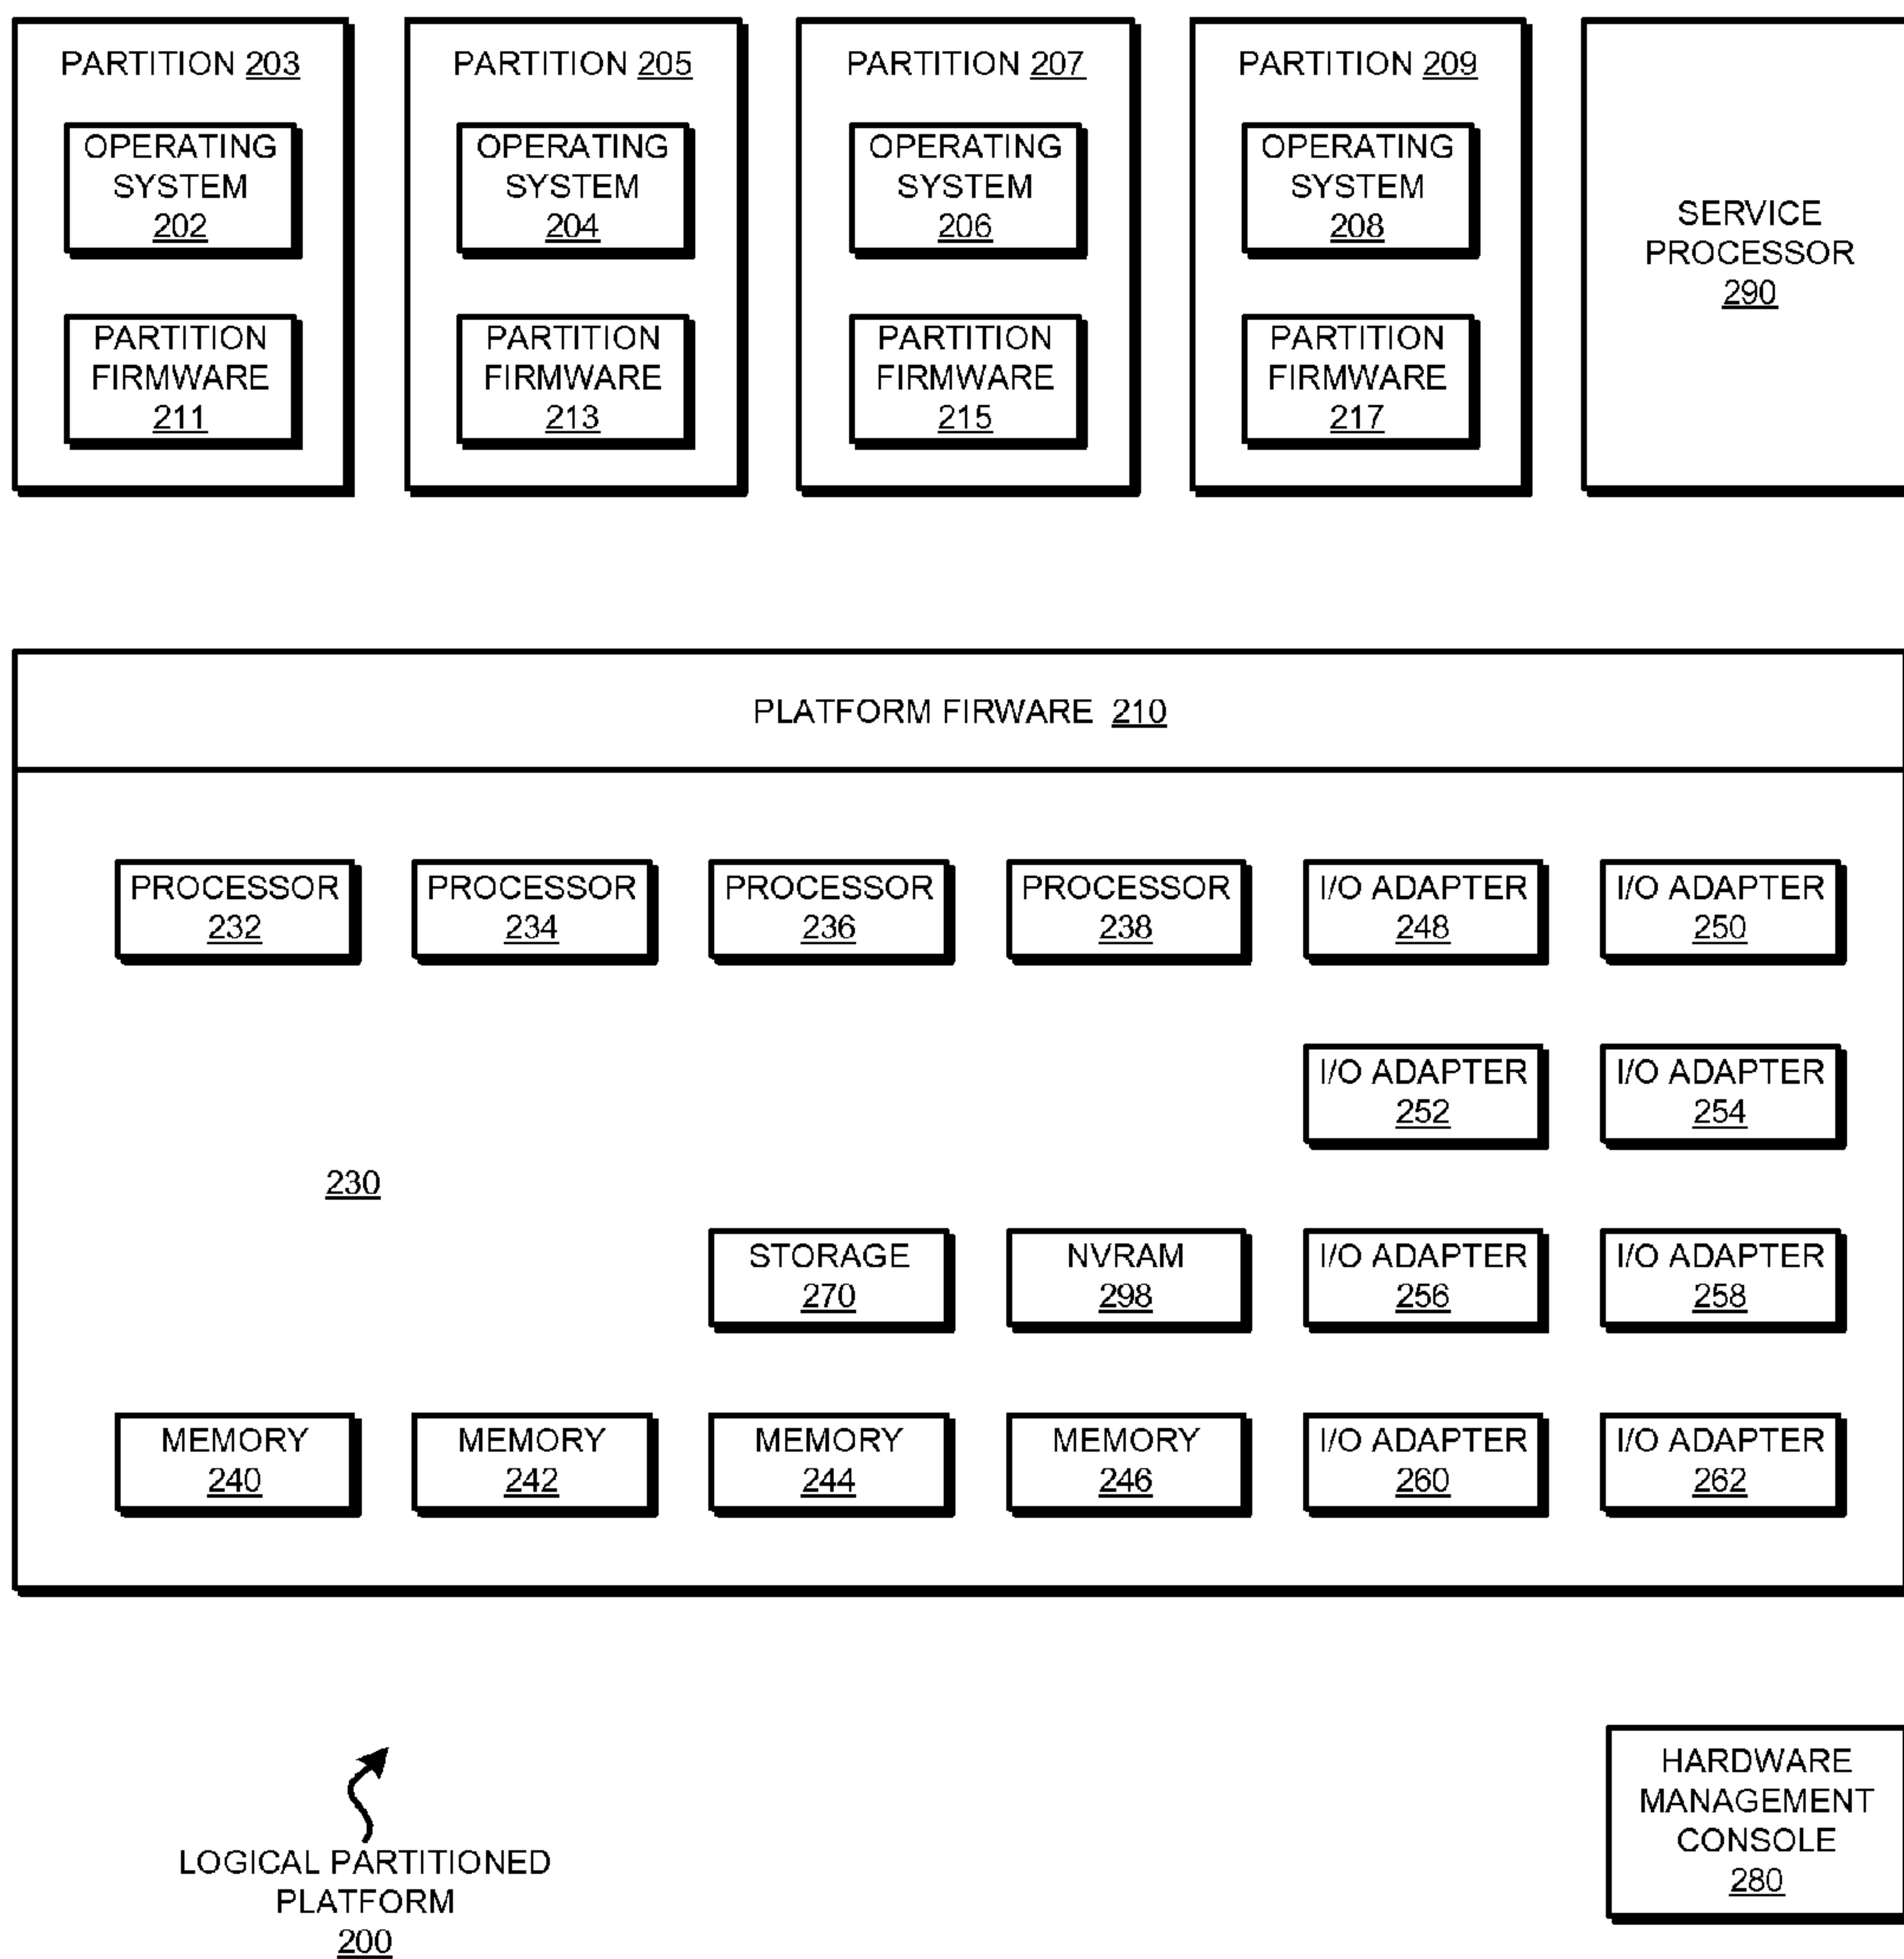 PARTITION 203
OPERATING
SYSTEM
202
PARTITION
FIRMWARE
211
PARTITION 205
OPERATING
SYSTEM
204
PARTITION
FIRMWARE
213
PARTITION 207
OPERATING
SYSTEM
206
PARTITION
FIRMWARE
215
PARTITION 209
OPERATING
SYSTEM
208
PARTITION
FIRMWARE
217
SERVICE
PROCESSOR
290
PLATFORM FIRWARE 210
PROCESSOR
232
PROCESSOR
234
PROCESSOR
236
PROCESSOR
238
I/O ADAPTER
248
I/O ADAPTER
250
I/O ADAPTER
252
I/O ADAPTER
254
230
STORAGE
270
NVRAM
298
I/O ADAPTER
256
I/O ADAPTER
258
MEMORY
240
MEMORY
242
MEMORY
244
MEMORY
246
I/O ADAPTER
260
I/O ADAPTER
262
LOGICAL PARTITIONED
PLATFORM
200
HARDWARE
MANAGEMENT
CONSOLE
280